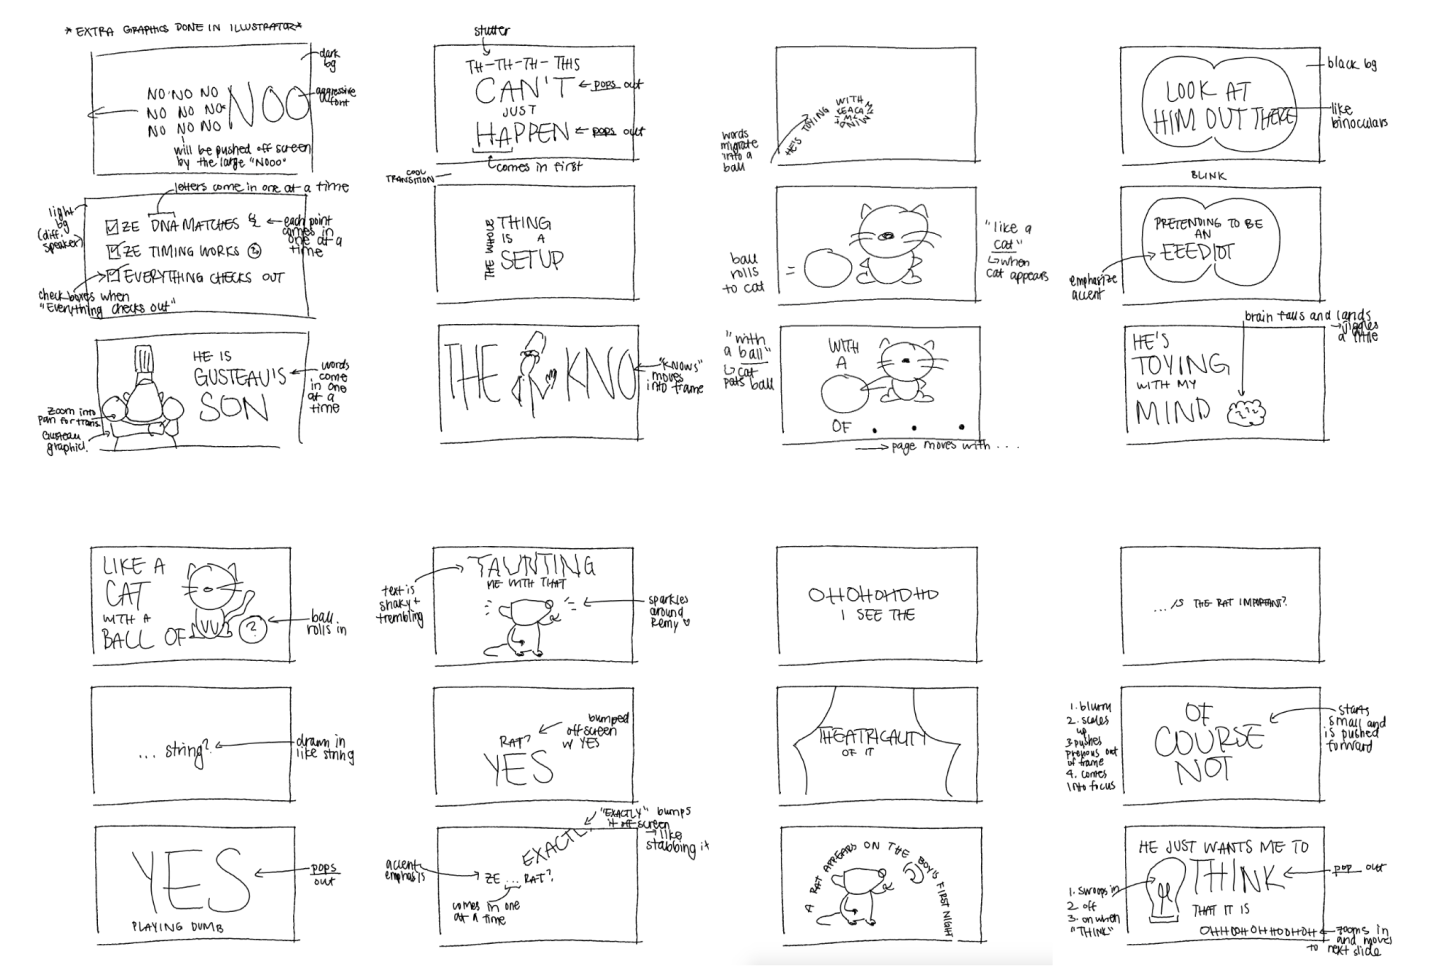 *EXTRA GRAPHICS DONE IN ILLUSTRATOR*
dark
bg
NO NO NO
NO NO NO
NO NO NO
NOO
aggressive
font
will be pushed off screen
by the large "Nooo"
letters come in one at a time
light
bg
(diff.
speaker)
ZE DNA MATCHES
ZE TIMING WORKS
EVERYTHING CHECKS OUT
each point
comes in
one at a
time
check boxes when
"Everything checks out"
HE IS
GUSTEAU'S
SON
words
come
in one
at a
time
zoom into
pan for trans.
Gusteau
graphic
stutter
TH-TH-TH-THIS
CAN'T
JUST
HAPPEN
pops out
pops out
comes in first
COOL
TRANSITION
THE WHOLE
THING
IS A
SETUP
THE KNO
"KNOWS"
moves
into frame
words
migrate
into a
ball
HE'S TOYING WITH
ball
rolls
to cat
=
"like a
cat"
when
cat appears
"with
a ball"
cat
pats ball
WITH
A
OF . . .
page moves with . . .
LOOK AT
HIM OUT THERE
black bg
like
binoculars
BLINK
PRETENDING TO BE
AN
EEEDIOT
emphasize
accent
brain falls and lands
jiggles
a little
HE'S
TOYING
WITH MY
MIND
LIKE A
CAT
WITH A
BALL OF
?
ball
rolls in
... string?
drawn in
like string
YES
PLAYING DUMB
pops
out
TAUNTING
ME WITH THAT
text is
shaky +
trembling
sparkles
around
Remy
RAT?
YES
bumped
off screen
w YES
"EXACTLY" bumps
it off screen
like
stabbing it
EXACTLY
accent
emphasis
ZE ... RAT?
comes in one
at a time
OHOHOHOHO
I SEE THE
THEATRICALITY
OF IT
A RAT APPEARS ON THE BOY'S FIRST NIGHT
... IS THE RAT IMPORTANT?
1. blurry
2. scales
up
3. pushes
previous out
of frame
4. comes
into focus
OF
COURSE
NOT
starts
small and
is pushed
forward
HE JUST WANTS ME TO
THINK
THAT IT IS
pop out
1. swoops in
2. off
3. on when
"THINK"
OHHOOHOHHOHOHOH
zooms in
and moves
to next slide